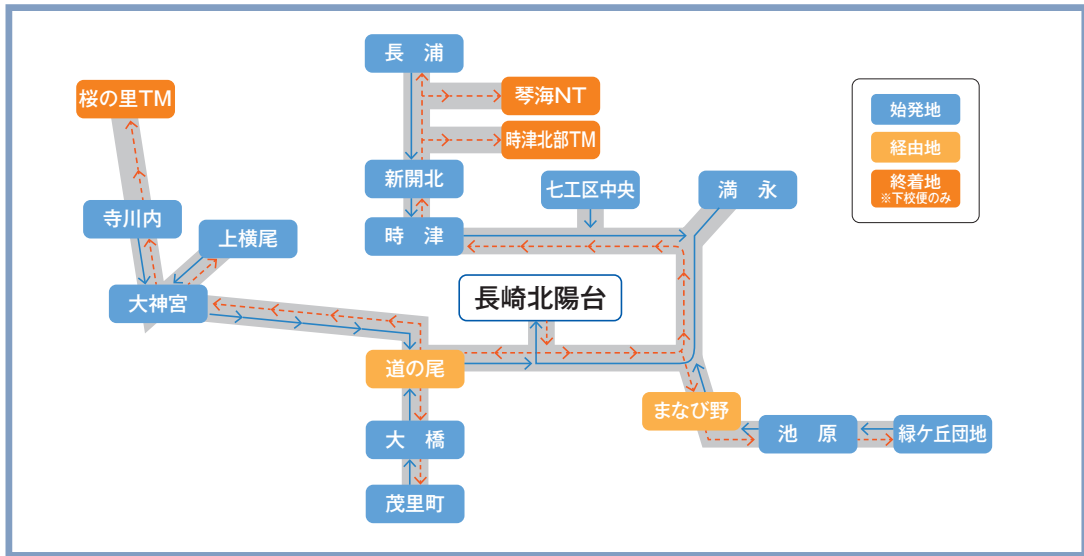 長 浦
桜の里TM
琴海NT
始発地
時津北部TM
経由地
新開北
七工区中央
満 永
終着地
※下校便のみ
寺川内
上横尾
時 津
大神宮
長崎北陽台
道の尾
まなび野
大 橋
池 原
緑ケ丘団地
茂里町